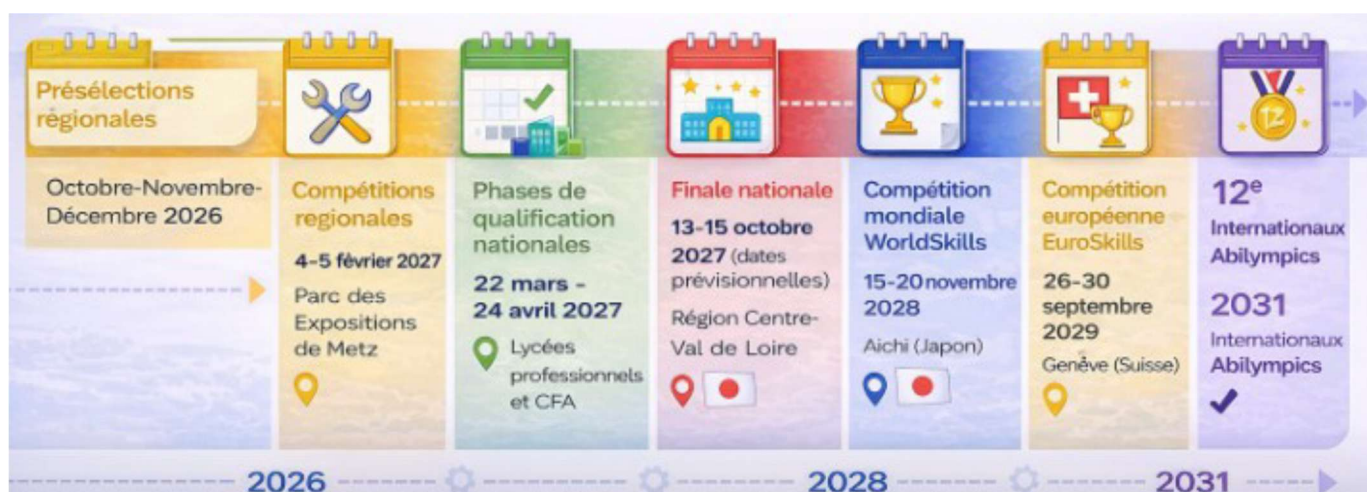 Présélections
régionales
Octobre-Novembre-
Décembre 2026
Compétitions
regionales
4-5 février 2027
Parc des
Expositions
de Metz
Phases de
qualification
nationales
22 mars -
24 avril 2027
Lycées
professionnels
et CFA
Finale nationale
13-15 octobre
2027 (dates
prévisionnelles)
Région Centre-
Val de Loire
Compétition
mondiale
WorldSkills
15-20 novembre
2028
Aichi (Japon)
Compétition
européenne
EuroSkills
26-30
septembre
2029
Genève (Suisse)
12
12e
Internationaux
Abilympics
2031
Internationaux
Abilympics
2026
2028
2031